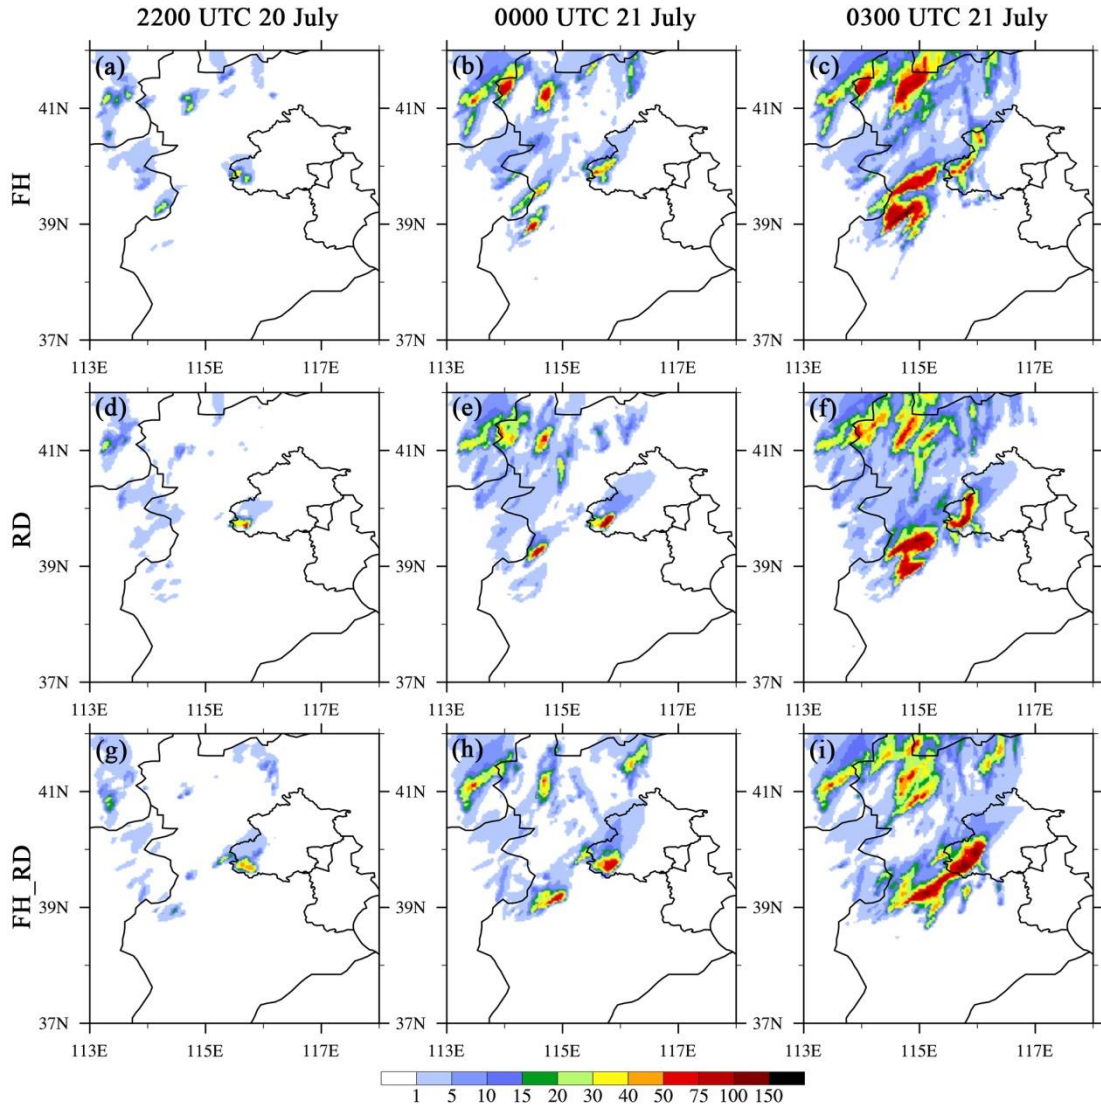 2200 UTC 20 July 0000 UTC 21 July 0300 UTC 21 July
(a) (b) (c)
41N 41N 41N
FH
39N 39N 39N
37N 37N 37N
113E 115E 117E 113E 115E 117E 113E 115E 117E
(d) (e) (f)
41N 41N 41N
RD
39N 39N 39N
37N 37N 37N
113E 115E 117E 113E 115E 117E 113E 115E 117E
(g) (h) (i)
41N 41N 41N
FH_RD
39N 39N 39N
37N 37N 37N
113E 115E 117E 113E 115E 117E 113E 115E 117E
1 5 10 15 20 30 40 50 75 100 150